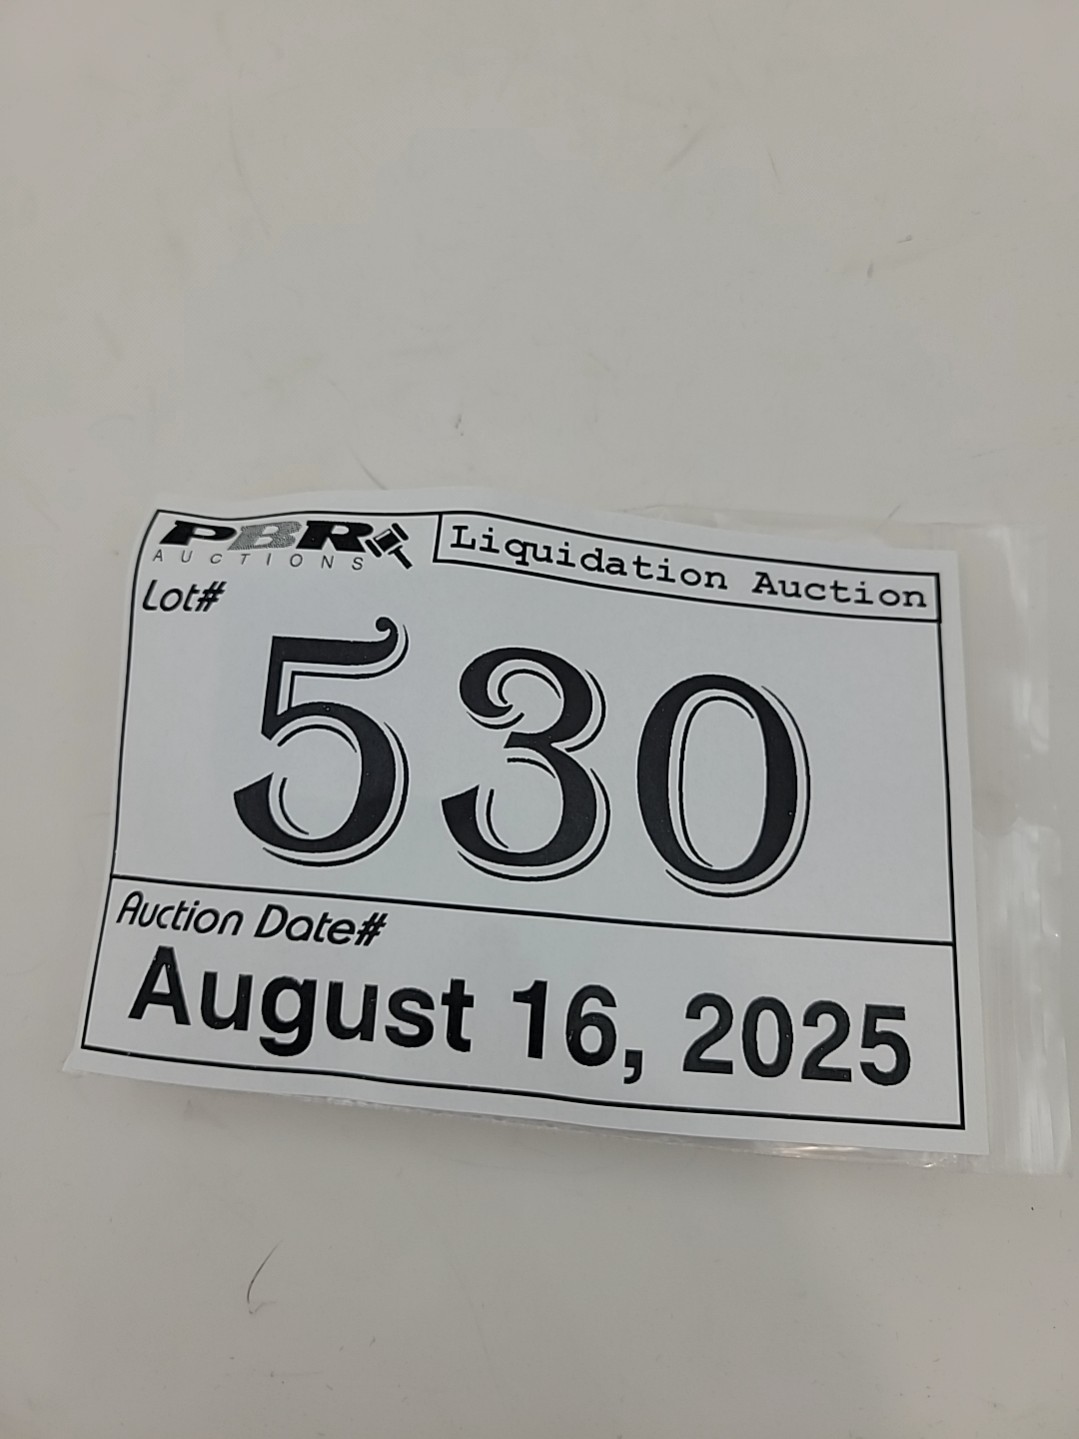 PBR
AUCTIONS
Liquidation Auction
Lot#
530
Auction Date#
August 16, 2025